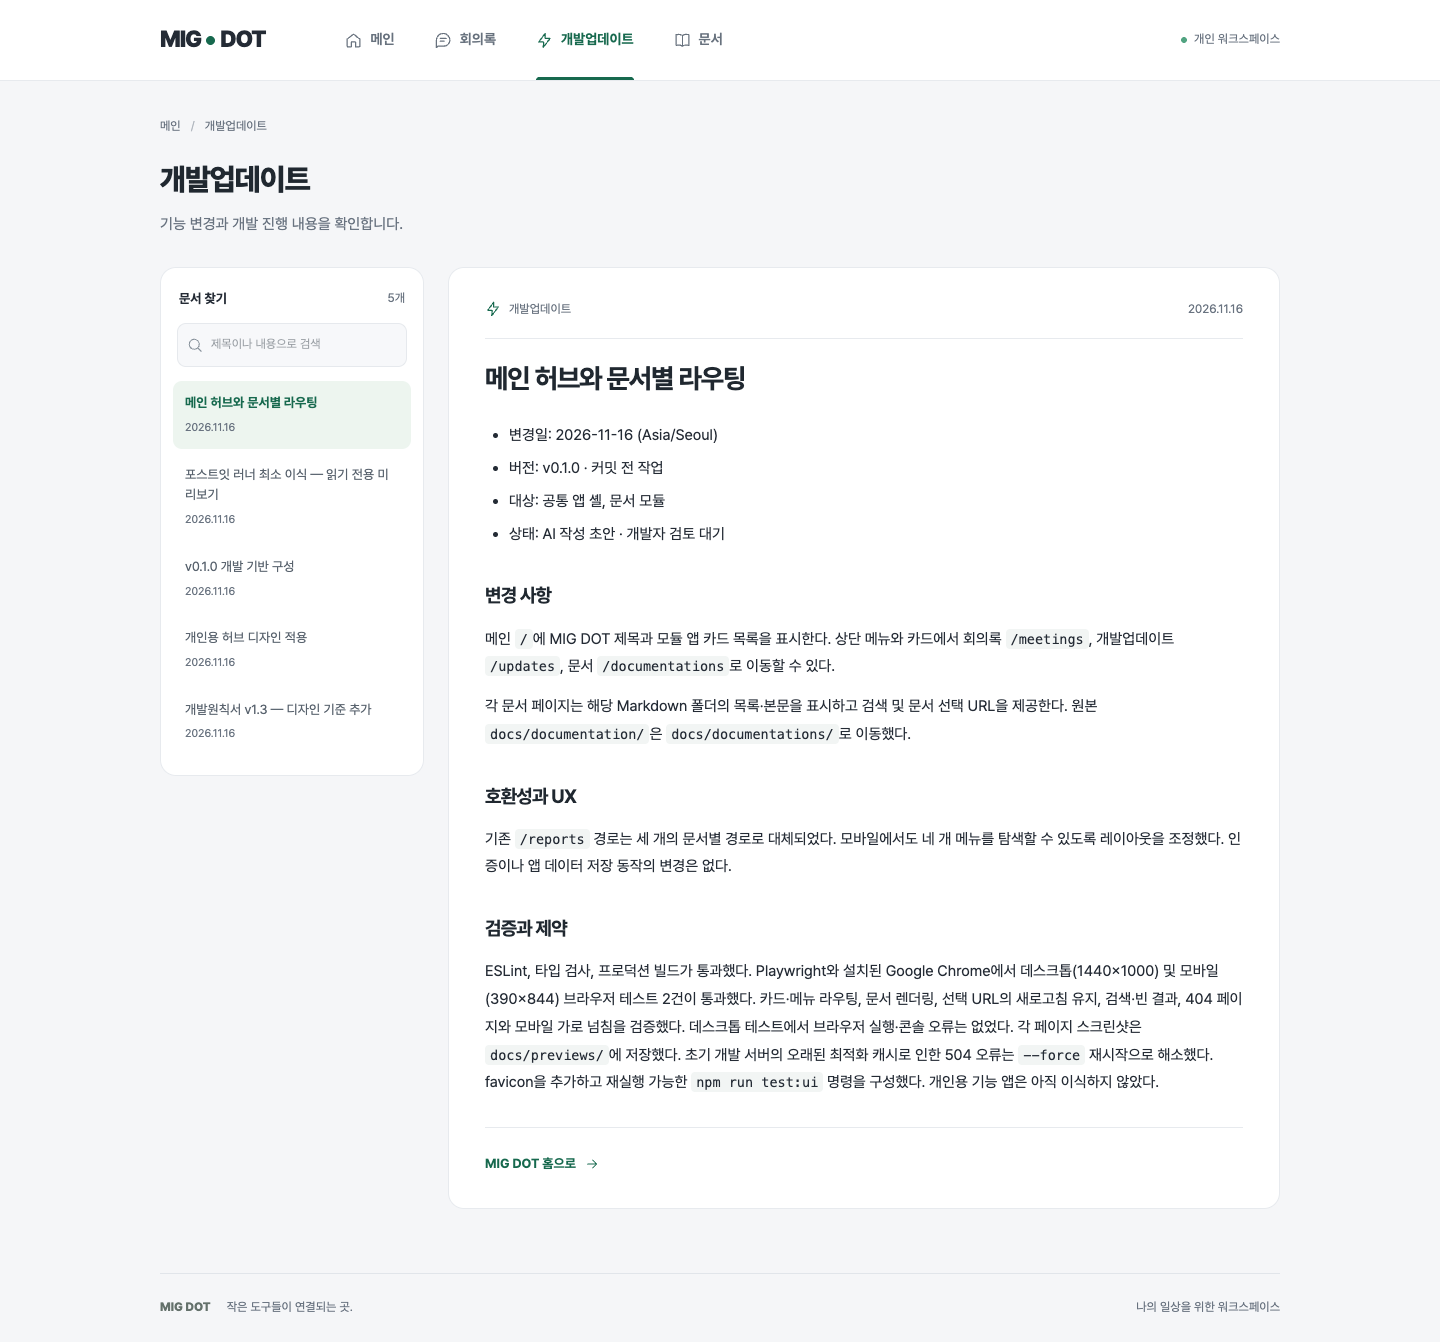 MIG DOT
메인
회의록
개발업데이트
문서
개인 워크스페이스
메인 / 개발업데이트
개발업데이트
기능 변경과 개발 진행 내용을 확인합니다.
문서 찾기
5개
제목이나 내용으로 검색
메인 허브와 문서별 라우팅
2026.11.16
포스트잇 러너 최소 이식 — 읽기 전용 미
리보기
2026.11.16
v0.1.0 개발 기반 구성
2026.11.16
개인용 허브 디자인 적용
2026.11.16
개발원칙서 v1.3 — 디자인 기준 추가
2026.11.16
개발업데이트
2026.11.16
메인 허브와 문서별 라우팅
• 변경일: 2026-11-16 (Asia/Seoul)
• 버전: v0.1.0 · 커밋 전 작업
• 대상: 공통 앱 셸, 문서 모듈
• 상태: AI 작성 초안 · 개발자 검토 대기
변경 사항
메인 / 에 MIG DOT 제목과 모듈 앱 카드 목록을 표시한다. 상단 메뉴와 카드에서 회의록 /meetings , 개발업데이트
/updates , 문서 /documentations 로 이동할 수 있다.
각 문서 페이지는 해당 Markdown 폴더의 목록·본문을 표시하고 검색 및 문서 선택 URL을 제공한다. 원본
docs/documentation/ 은 docs/documentations/ 로 이동했다.
호환성과 UX
기존 /reports 경로는 세 개의 문서별 경로로 대체되었다. 모바일에서도 네 개 메뉴를 탐색할 수 있도록 레이아웃을 조정했다. 인
증이나 앱 데이터 저장 동작의 변경은 없다.
검증과 제약
ESLint, 타입 검사, 프로덕션 빌드가 통과했다. Playwright와 설치된 Google Chrome에서 데스크톱(1440×1000) 및 모바일
(390×844) 브라우저 테스트 2건이 통과했다. 카드·메뉴 라우팅, 문서 렌더링, 선택 URL의 새로고침 유지, 검색·빈 결과, 404 페이
지와 모바일 가로 넘침을 검증했다. 데스크톱 테스트에서 브라우저 실행·콘솔 오류는 없었다. 각 페이지 스크린샷은
docs/previews/ 에 저장했다. 초기 개발 서버의 오래된 최적화 캐시로 인한 504 오류는 --force 재시작으로 해소했다.
favicon을 추가하고 재실행 가능한 npm run test:ui 명령을 구성했다. 개인용 기능 앱은 아직 이식하지 않았다.
MIG DOT 홈으로 →
MIG DOT 작은 도구들이 연결되는 곳.
나의 일상을 위한 워크스페이스